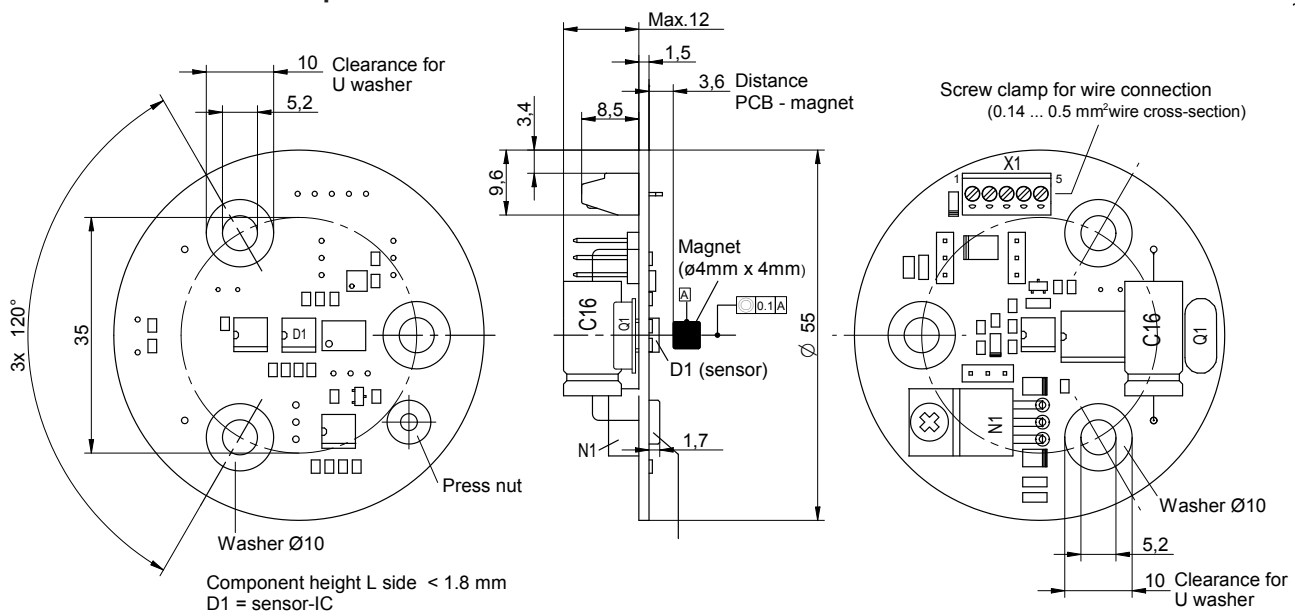 Max.12
1,5
3,6
Distance
PCB - magnet
8,5
3,4
9,6
10
Clearance for
U washer
5,2
Screw clamp for wire connection
(0.14 ... 0.5 mm²wire cross-section)
X1
1
5
3x 120°
35
D1
Press nut
Washer Ø10
Component height L side < 1.8 mm
D1 = sensor-IC
Magnet
(ø4mm x 4mm)
A
0.1 A
C16
Q1
D1 (sensor)
N1
1,7
Ø 55
C16
Q1
N1
Washer Ø10
5,2
10
Clearance for
U washer